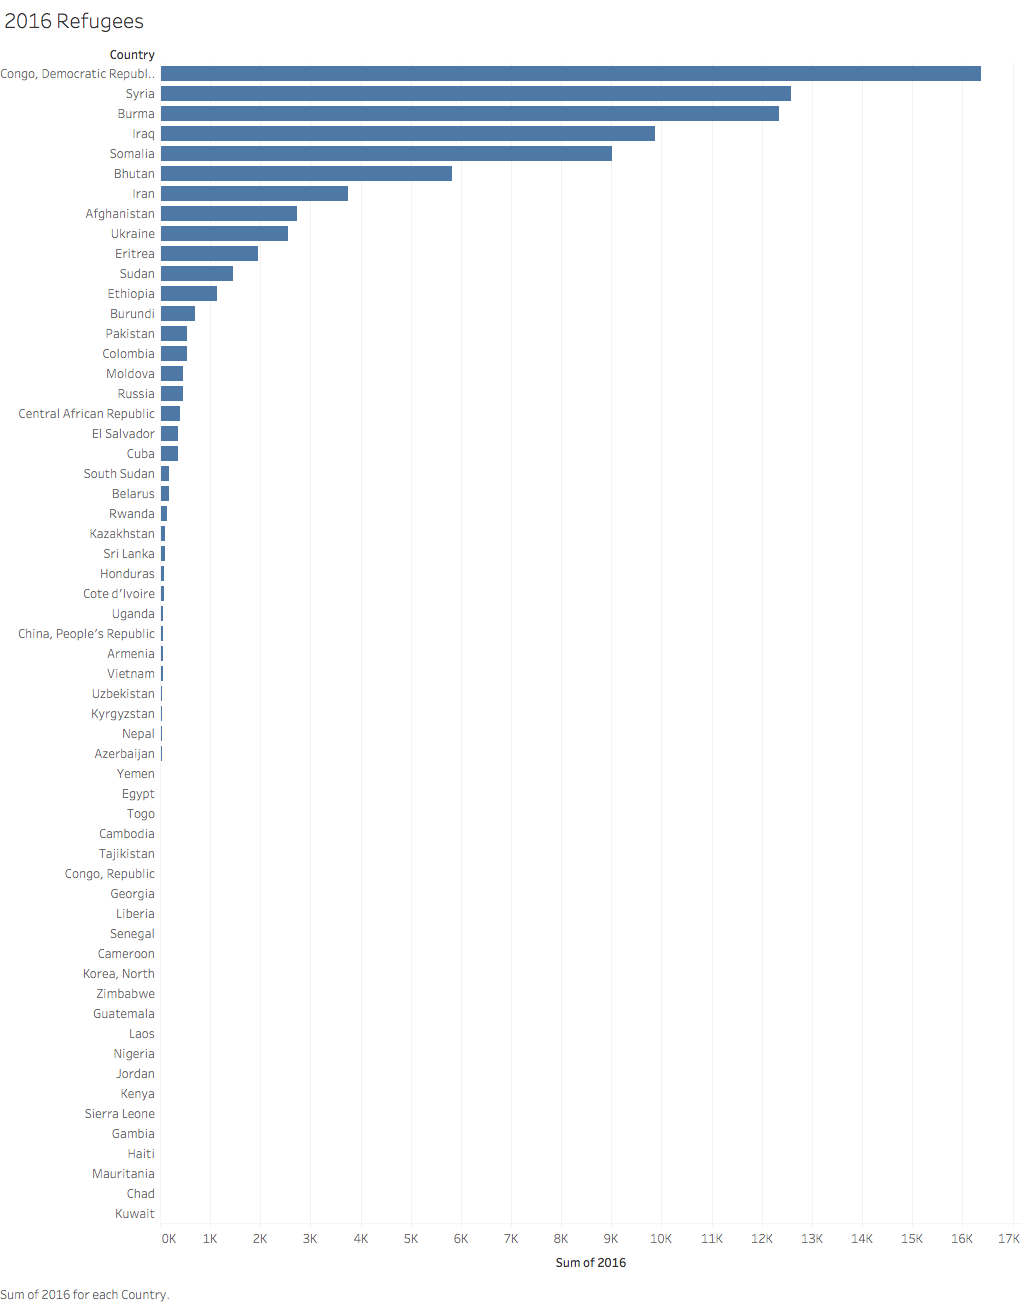 2016 Refugees
Country
Congo, Democratic Republ..
Syria
Burma
Iraq
Somalia
Bhutan
Iran
Afghanistan
Ukraine
Eritrea
Sudan
Ethiopia
Burundi
Pakistan
Colombia
Moldova
Russia
Central African Republic
El Salvador
Cuba
South Sudan
Belarus
Rwanda
Kazakhstan
Sri Lanka
Honduras
Cote d’Ivoire
Uganda
China, People’s Republic
Armenia
Vietnam
Uzbekistan
Kyrgyzstan
Nepal
Azerbaijan
Yemen
Egypt
Togo
Cambodia
Tajikistan
Congo, Republic
Georgia
Liberia
Senegal
Cameroon
Korea, North
Zimbabwe
Guatemala
Laos
Nigeria
Jordan
Kenya
Sierra Leone
Gambia
Haiti
Mauritania
Chad
Kuwait
0K 1K 2K 3K 4K 5K 6K 7K 8K 9K 10K 11K 12K 13K 14K 15K 16K 17K
Sum of 2016
Sum of 2016 for each Country.